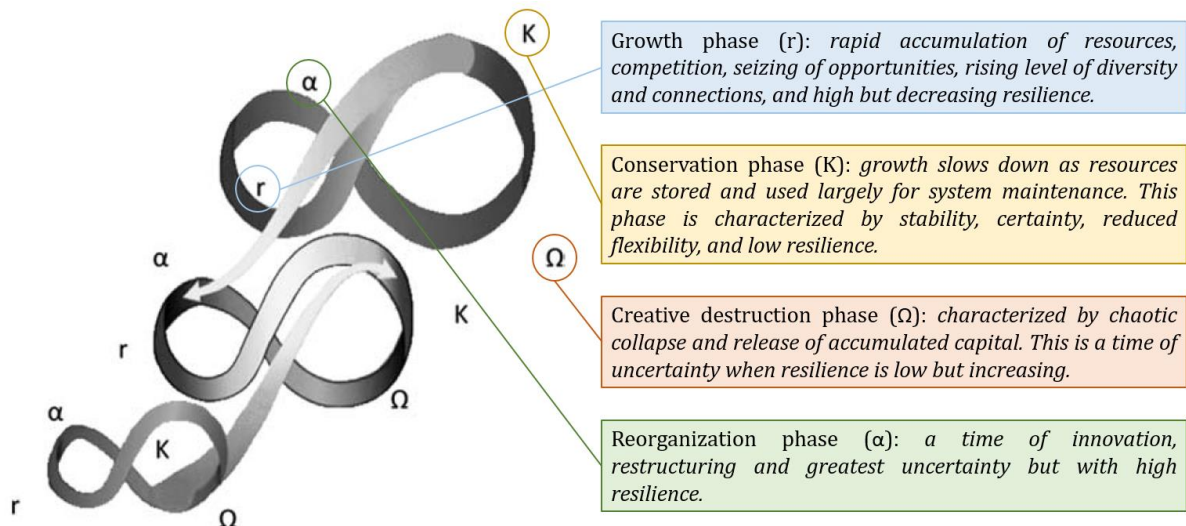 K
α
r
Ω
α
K
r
Ω
α
K
r
Ω
Growth phase (r): rapid accumulation of resources,
competition, seizing of opportunities, rising level of diversity
and connections, and high but decreasing resilience.
Conservation phase (K): growth slows down as resources
are stored and used largely for system maintenance. This
phase is characterized by stability, certainty, reduced
flexibility, and low resilience.
Creative destruction phase (Ω): characterized by chaotic
collapse and release of accumulated capital. This is a time of
uncertainty when resilience is low but increasing.
Reorganization phase (α): a time of innovation,
restructuring and greatest uncertainty but with high
resilience.